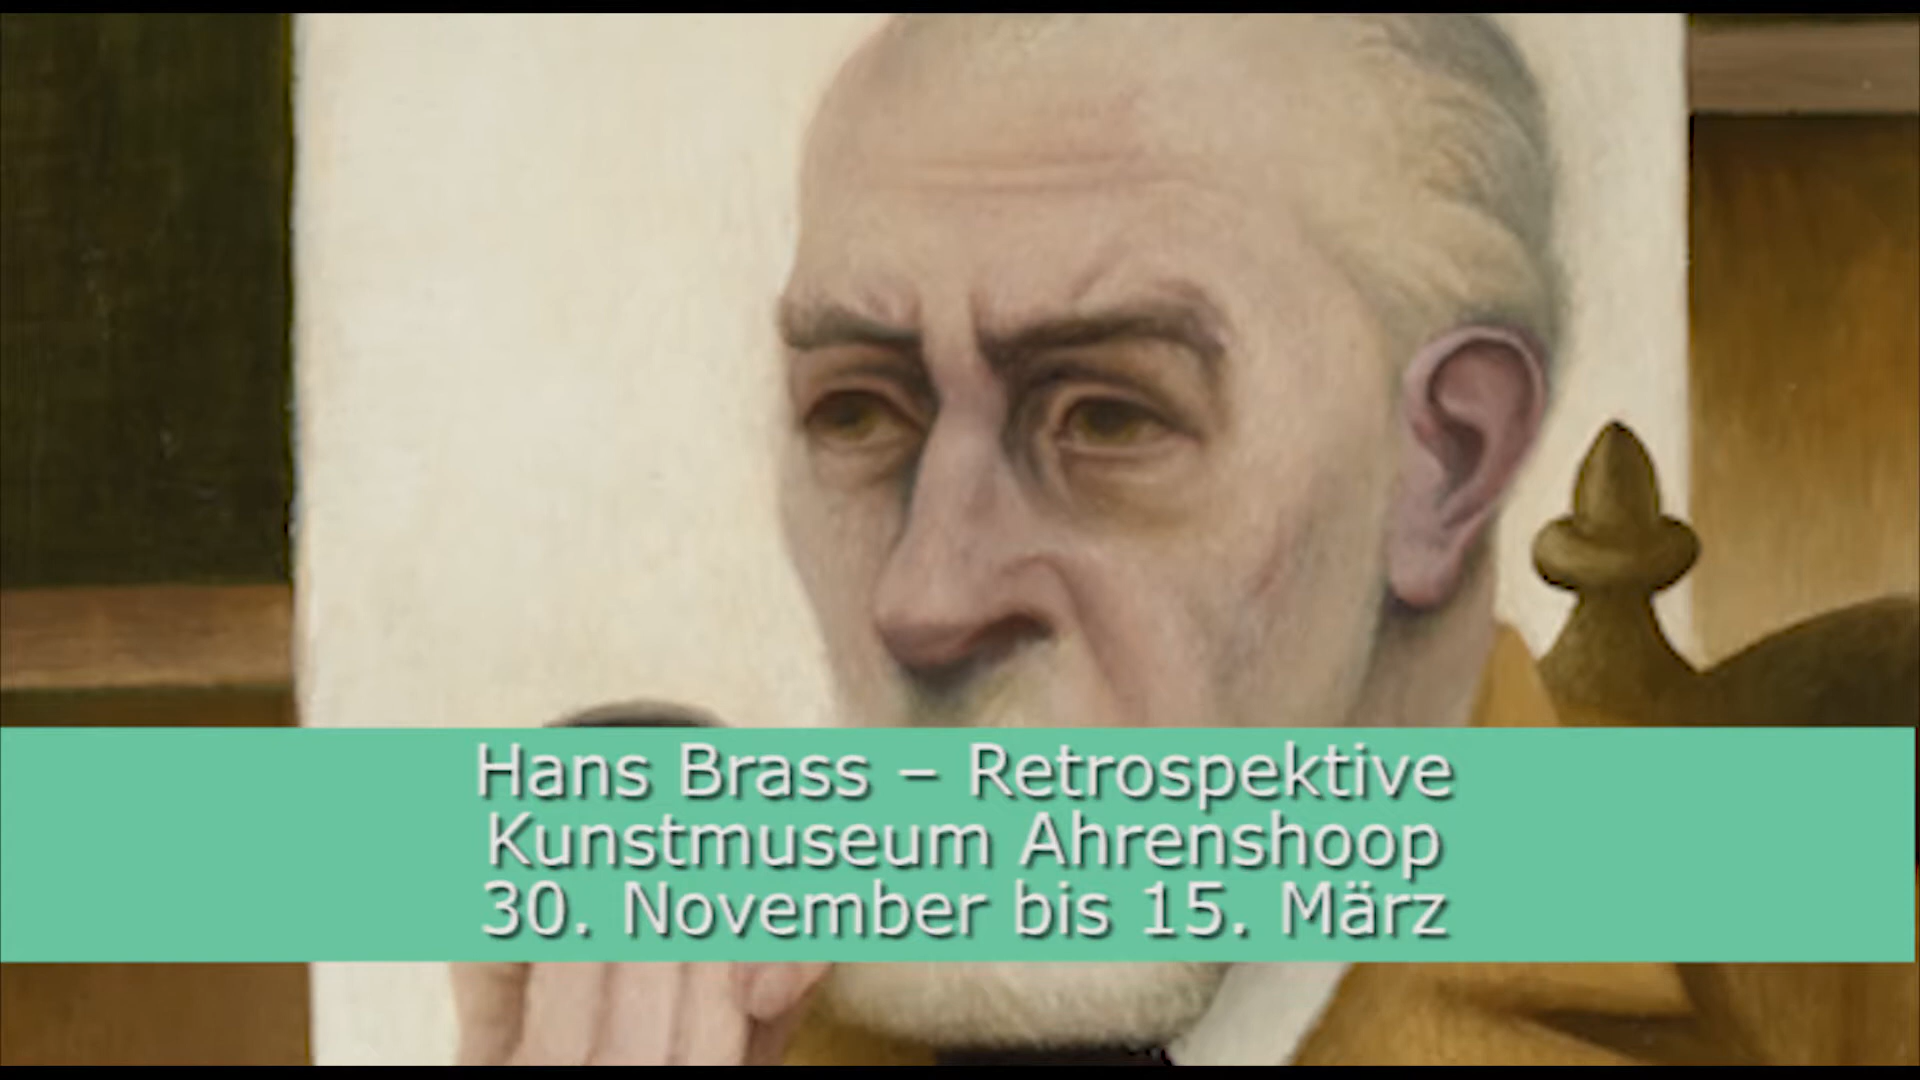 Hans Brass – Retrospektive
Kunstmuseum Ahrenshoop
30. November bis 15. März